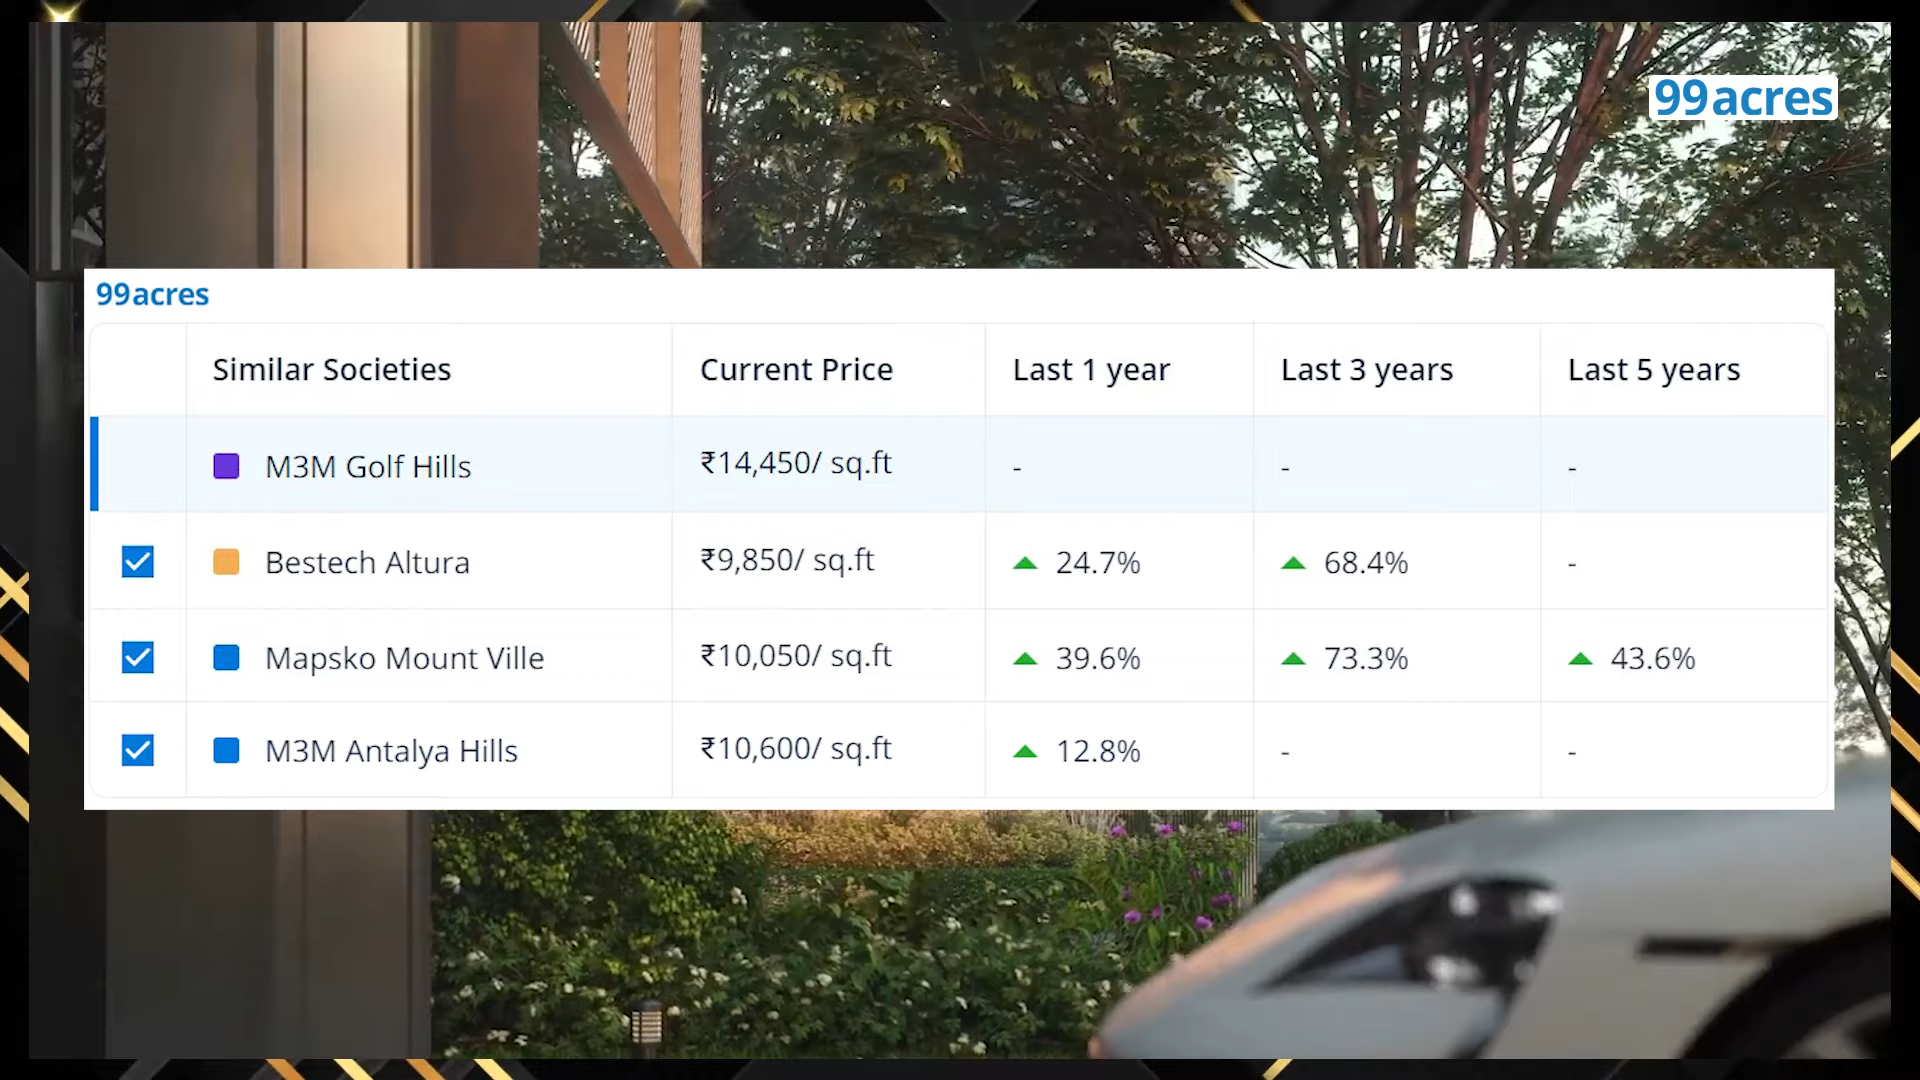 99acres
99acres
Similar Societies Current Price Last 1 year Last 3 years Last 5 years
M3M Golf Hills ₹14,450/ sq.ft - - -
Bestech Altura ₹9,850/ sq.ft 24.7% 68.4% -
Mapsko Mount Ville ₹10,050/ sq.ft 39.6% 73.3% 43.6%
M3M Antalya Hills ₹10,600/ sq.ft 12.8% - -